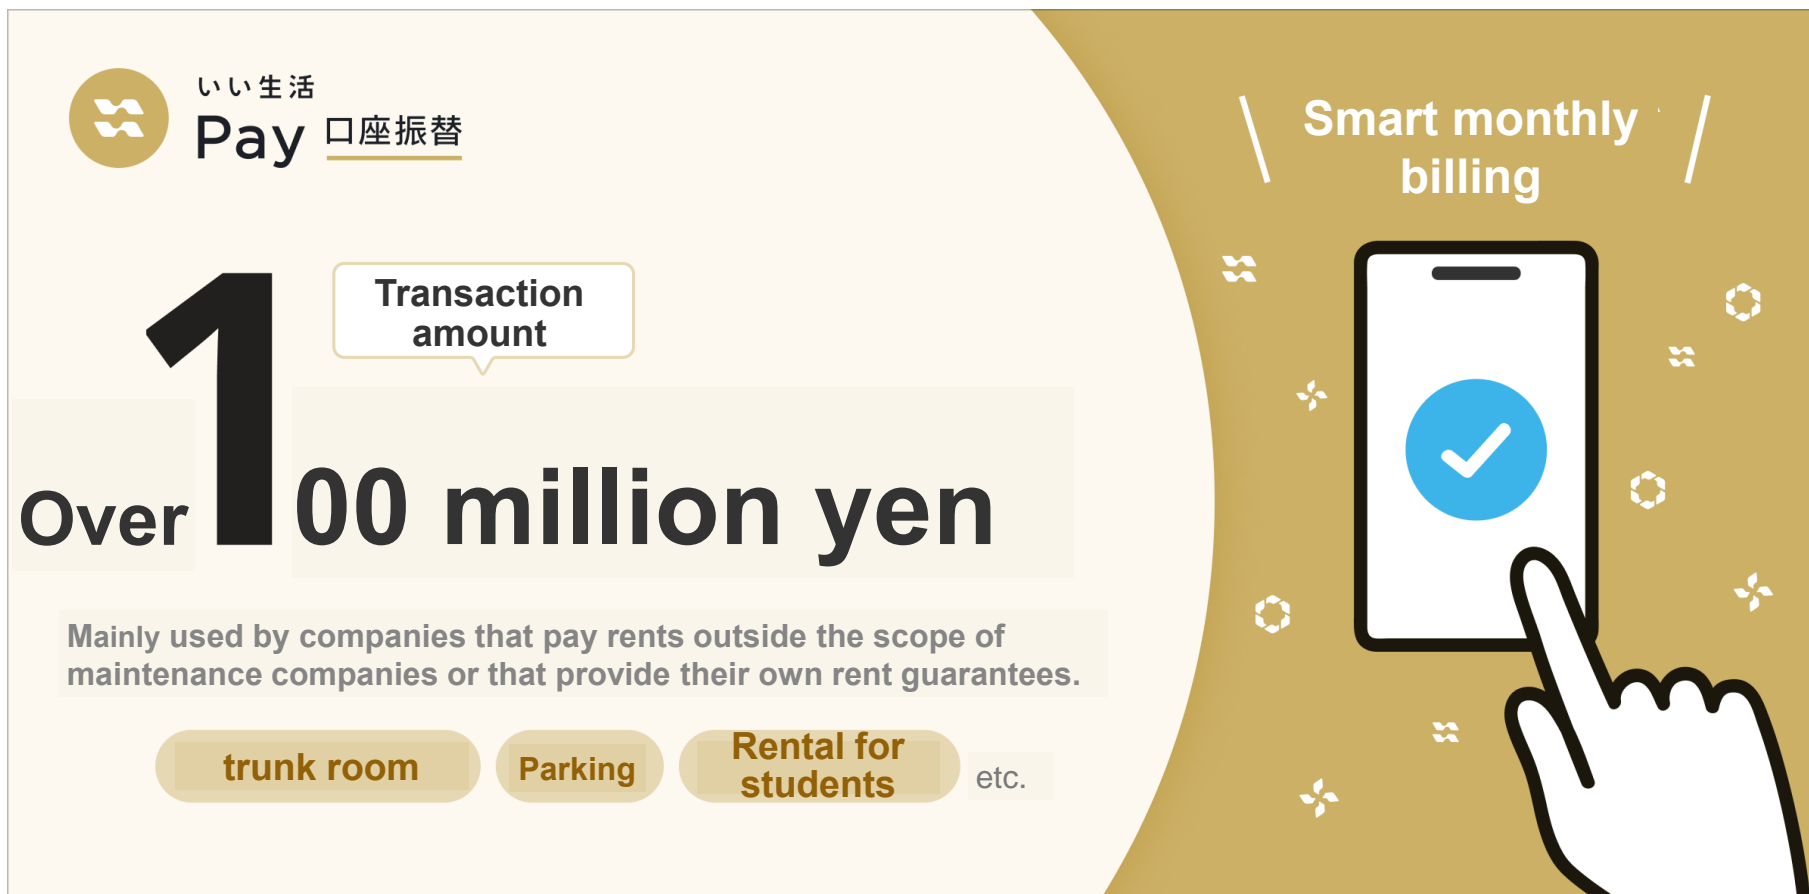 いい生活
Pay 口座振替
Smart monthly
billing
Transaction
amount
Over 100 million yen
Mainly used by companies that pay rents outside the scope of
maintenance companies or that provide their own rent guarantees.
trunk room
Parking
Rental for
students
etc.